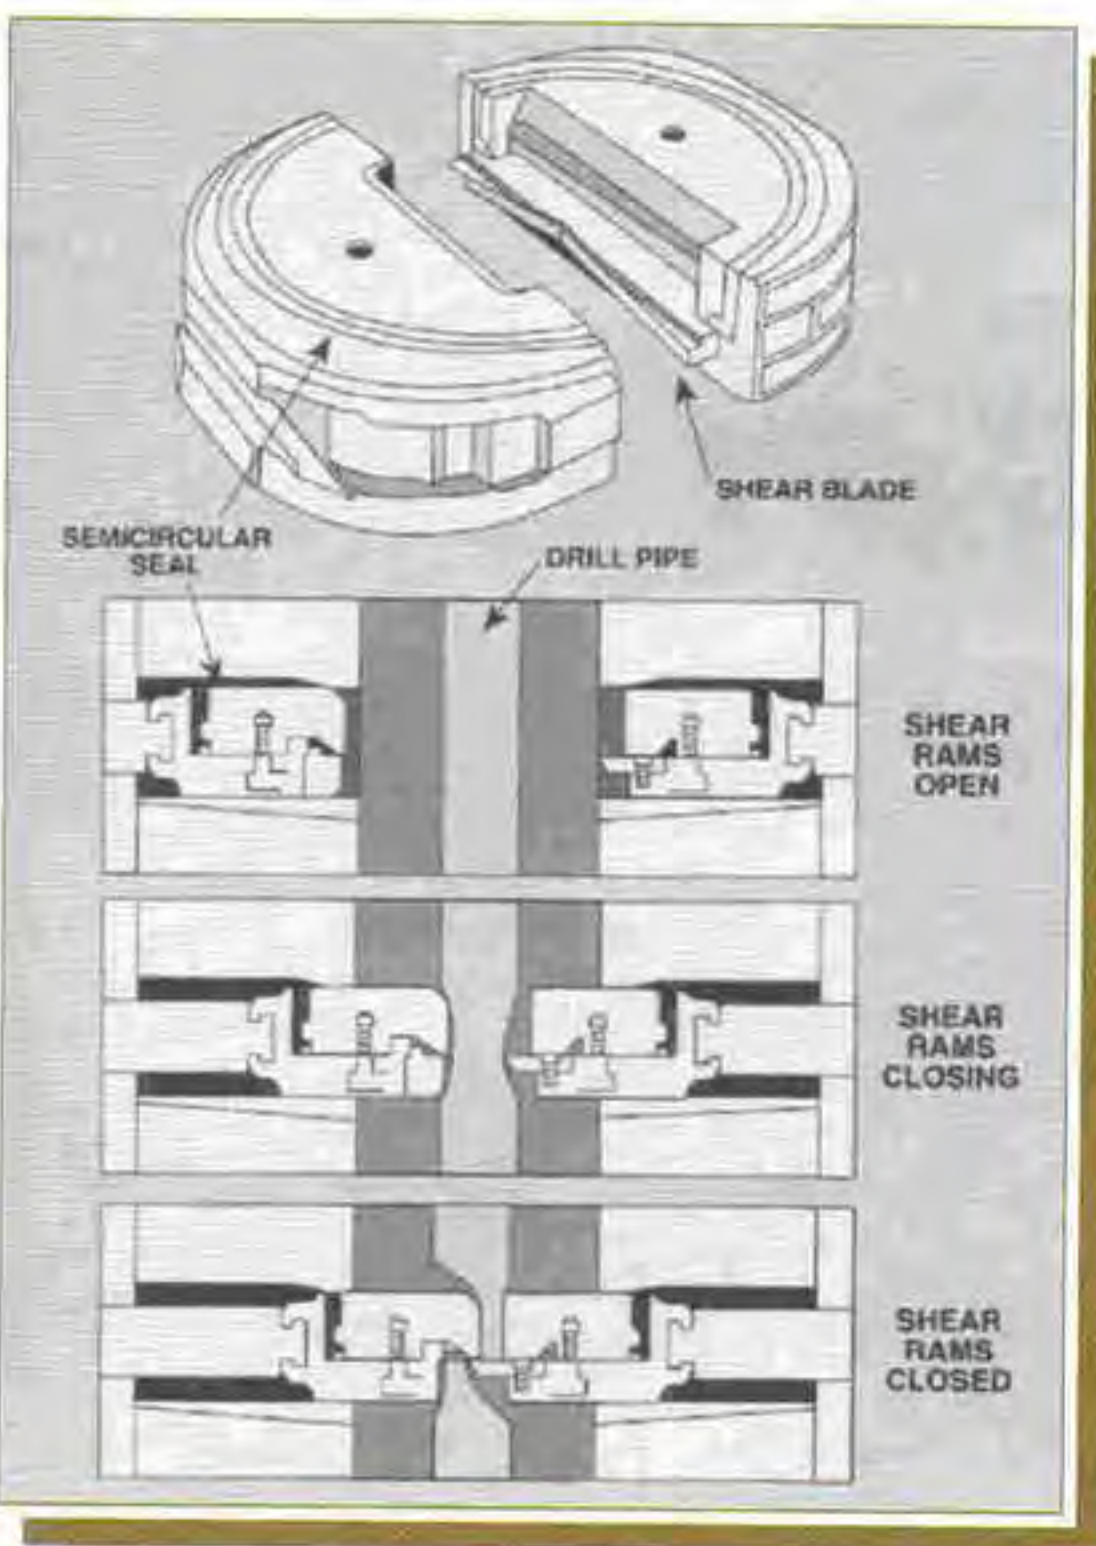 SHEAR BLADE
SEMICIRCULAR
SEAL
DRILL PIPE
SHEAR
RAMS
OPEN
SHEAR
RAMS
CLOSING
SHEAR
RAMS
CLOSED